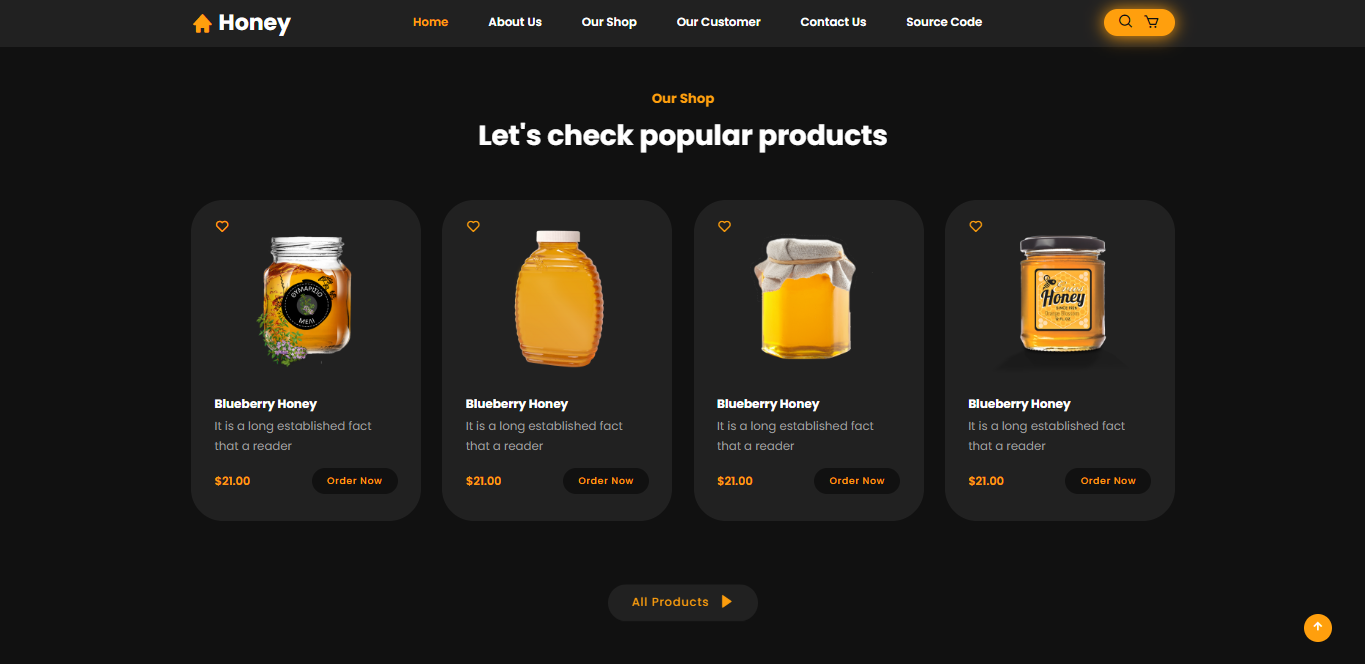 Honey
Home About Us Our Shop Our Customer Contact Us Source Code
Our Shop
Let's check popular products
ΘΥΜΑΡΙΣΙΟ
ΜΕΛΙ
Honey
Blueberry Honey
It is a long established fact
that a reader
$21.00 Order Now
Blueberry Honey
It is a long established fact
that a reader
$21.00 Order Now
Blueberry Honey
It is a long established fact
that a reader
$21.00 Order Now
Blueberry Honey
It is a long established fact
that a reader
$21.00 Order Now
All Products